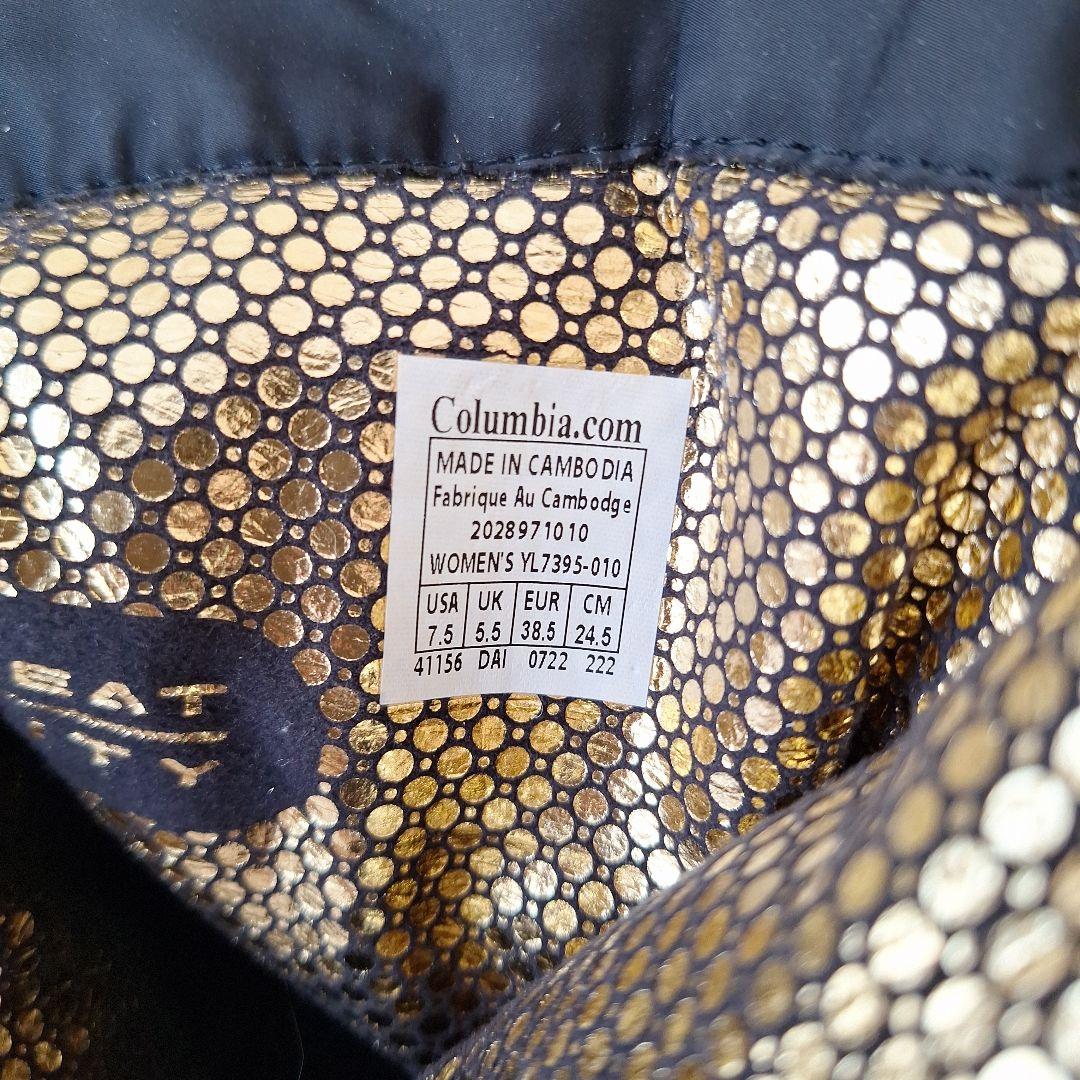 Columbia.com
MADE IN CAMBODIA
Fabrique Au Cambodge
2028971010
WOMEN'S YL7395-010
USA UK EUR CM
7.5 5.5 38.5 24.5
41156 DAI 0722 222